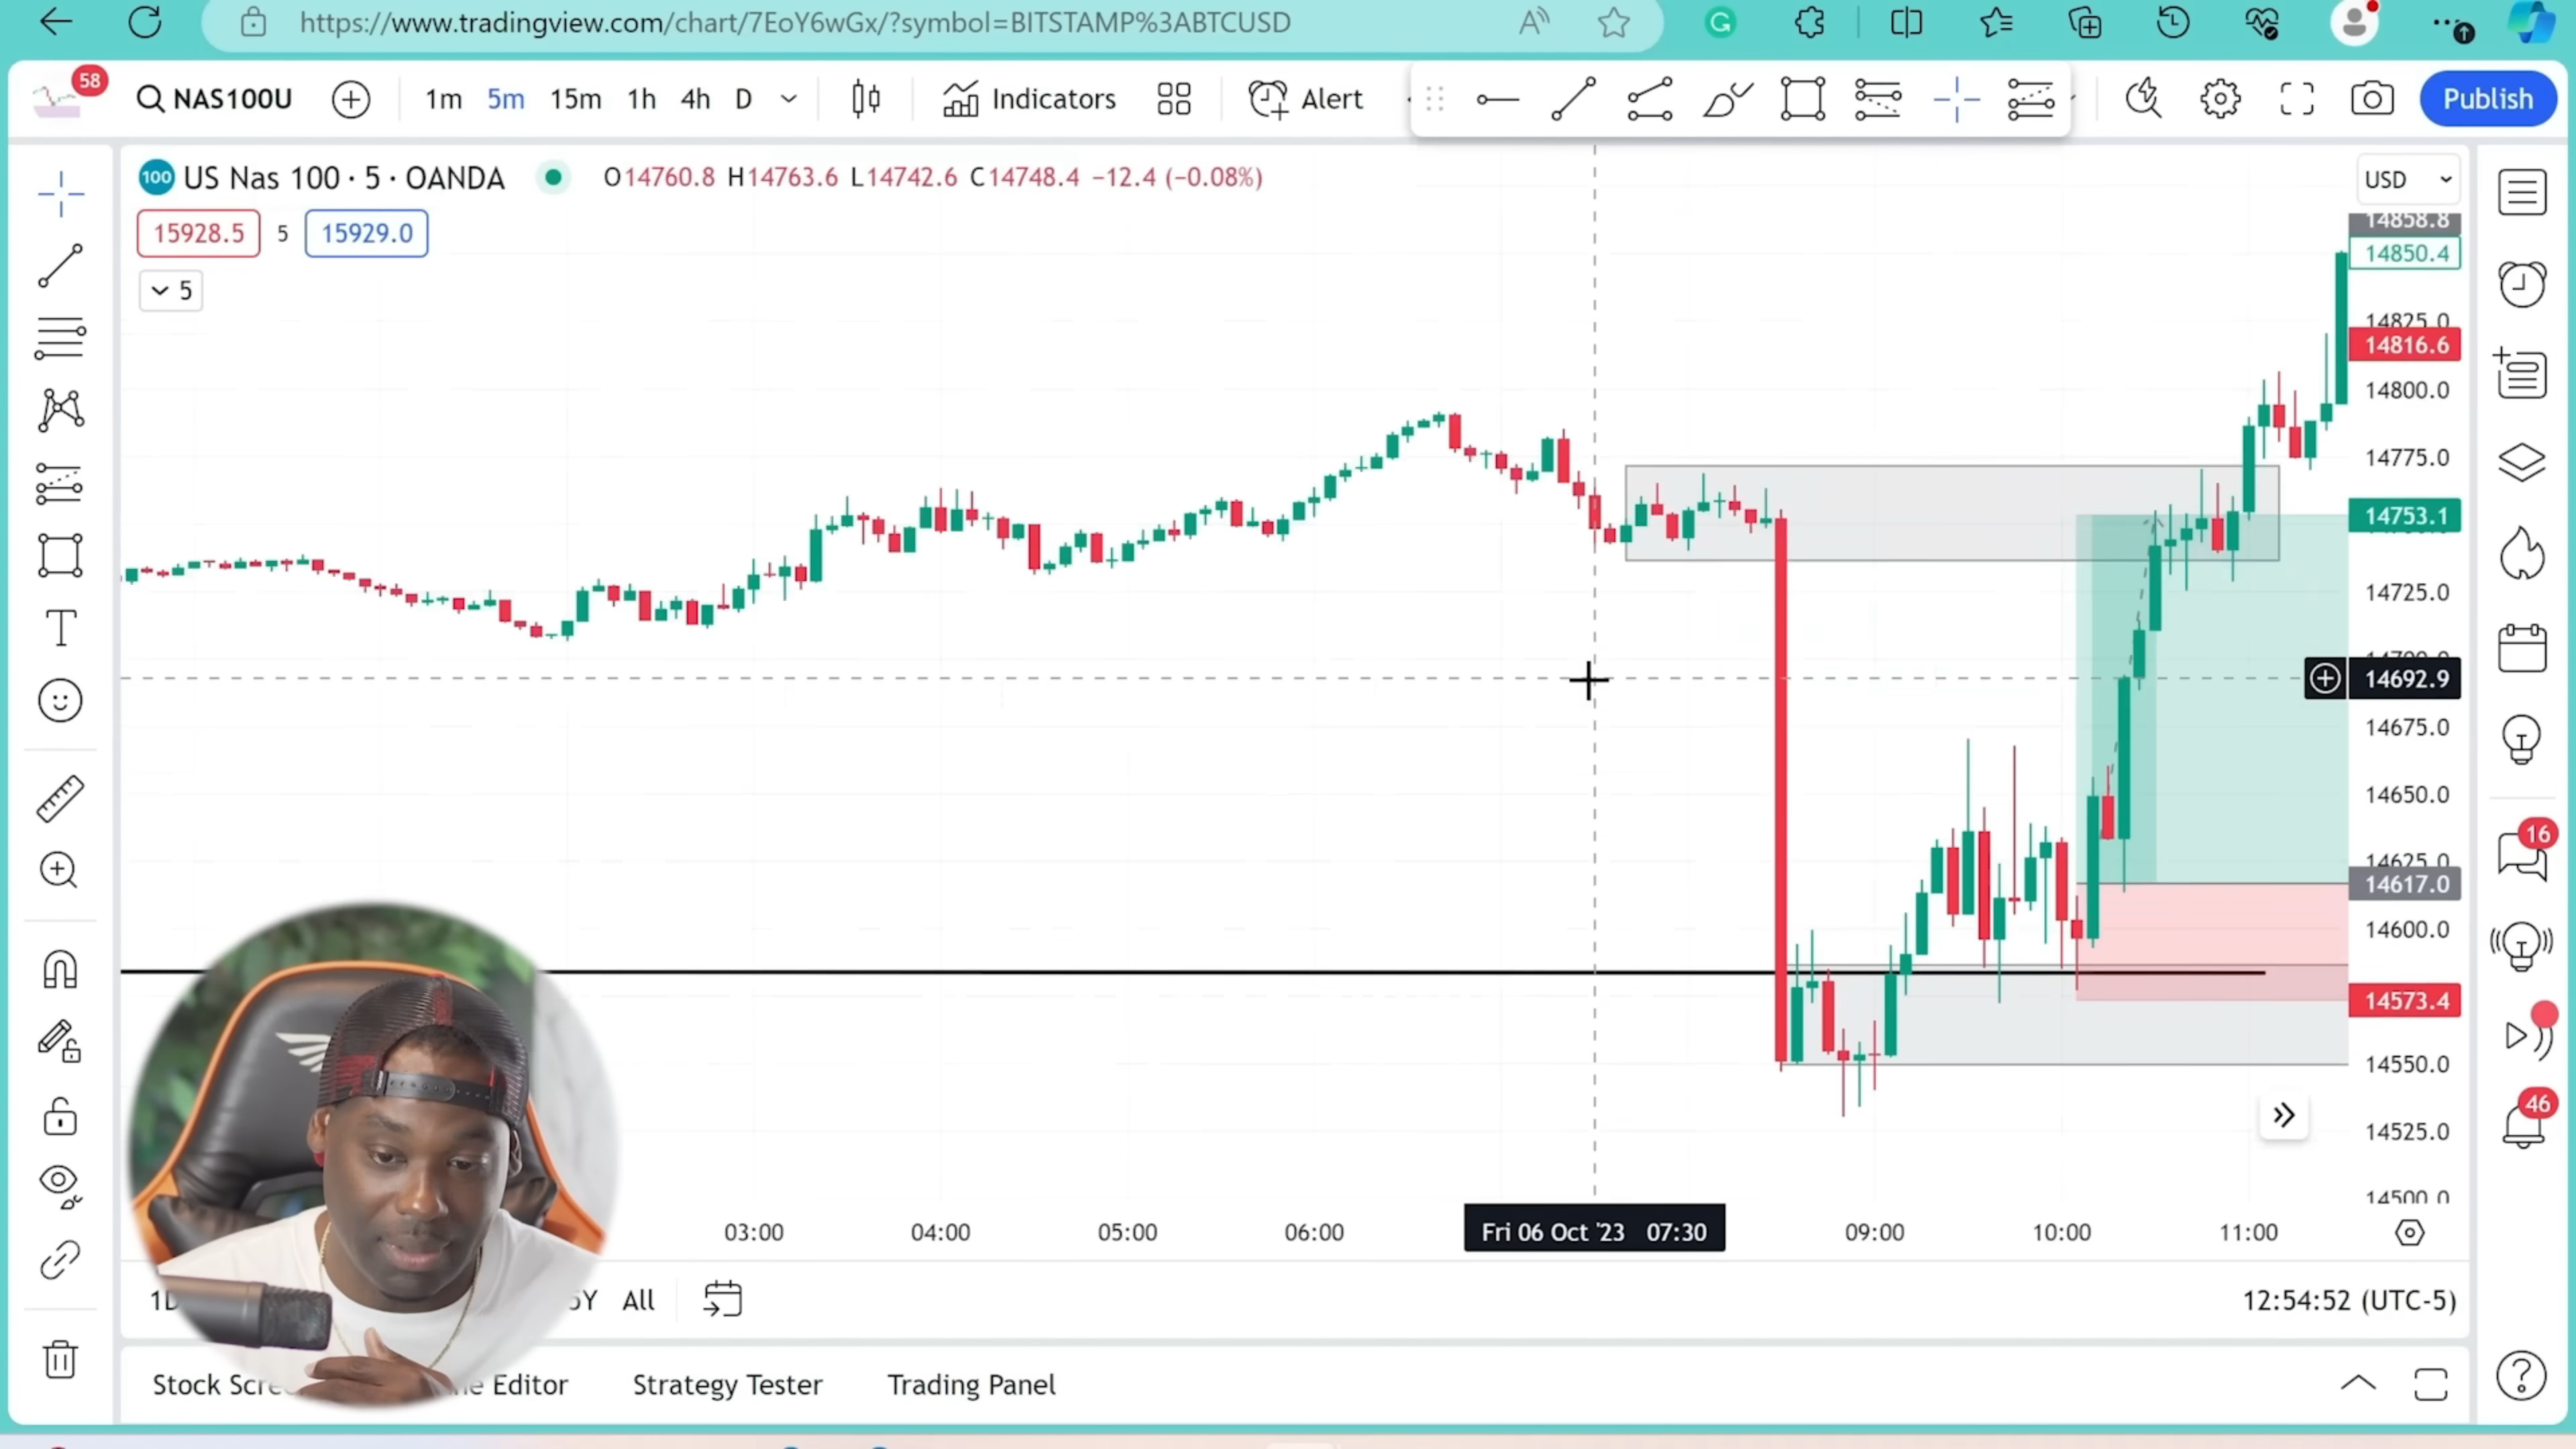 https://www.tradingview.com/chart/7EoY6wGx/?symbol=BITSTAMP%3ABTCUSD
58
NAS100U
1m 5m 15m 1h 4h D
Indicators
Alert
Publish
100 US Nas 100 · 5 · OANDA
O14760.8 H14763.6 L14742.6 C14748.4 −12.4 (−0.08%)
USD
15928.5 5 15929.0
5
14858.8
14850.4
14825.0
14816.6
14800.0
14775.0
14753.1
14725.0
14692.9
14675.0
14650.0
14625.0
14617.0
14600.0
14573.4
14550.0
14525.0
14500.0
16
46
03:00 04:00 05:00 06:00 Fri 06 Oct '23 07:30 09:00 10:00 11:00
All
12:54:52 (UTC-5)
Stock
Editor
Strategy Tester
Trading Panel